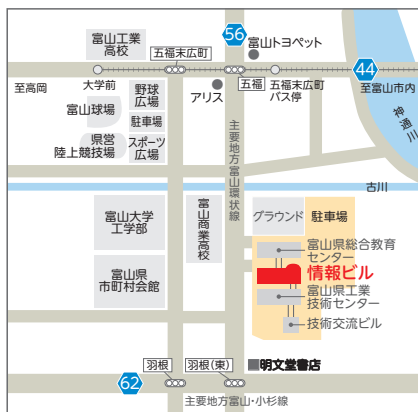 56
富山工業
高校
五福末広町
富山トヨペット
44
至高岡
大学前
野球
広場
アリス
五福
五福末広町
バス停
至富山市内
神通川
富山球場
駐車場
県営
陸上競技場
スポーツ
広場
主要地方富山環状線
古川
富山大学
工学部
富山商業高校
グラウンド
駐車場
富山県総合教育
センター
情報ビル
富山県
市町村会館
富山県工業
技術センター
技術交流ビル
羽根
羽根(東)
明文堂書店
62
主要地方富山・小杉線